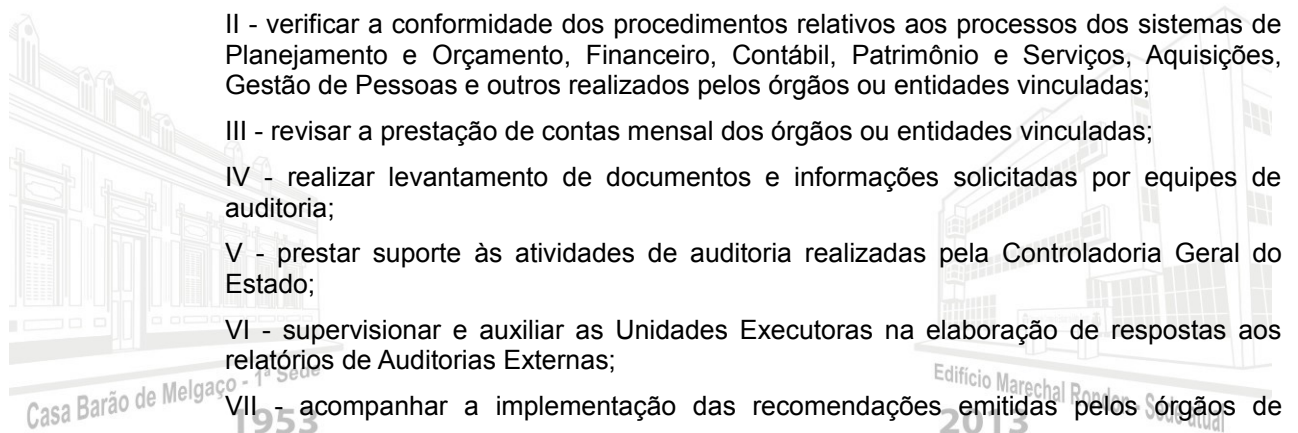 II - verificar a conformidade dos procedimentos relativos aos processos dos sistemas de
Planejamento e Orçamento, Financeiro, Contábil, Patrimônio e Serviços, Aquisições,
Gestão de Pessoas e outros realizados pelos órgãos ou entidades vinculadas;
III - revisar a prestação de contas mensal dos órgãos ou entidades vinculadas;
IV - realizar levantamento de documentos e informações solicitadas por equipes de
auditoria;
V - prestar suporte às atividades de auditoria realizadas pela Controladoria Geral do
Estado;
VI - supervisionar e auxiliar as Unidades Executoras na elaboração de respostas aos
relatórios de Auditorias Externas;
VII - acompanhar a implementação das recomendações emitidas pelos órgãos de
Casa Barão de Melgaço - 1ª Sede
1953
Edifício Marechal Rondon - Sede atual
2013